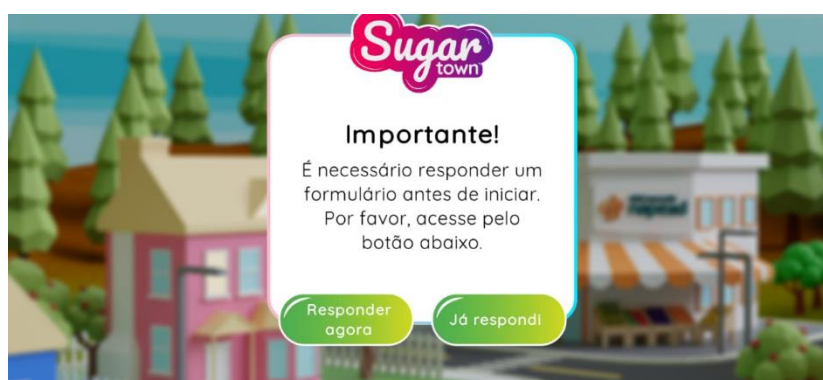 Sugar
town
Importante!
É necessário responder um
formulário antes de iniciar.
Por favor, acesse pelo
botão abaixo.
Responder
agora
Já respondi